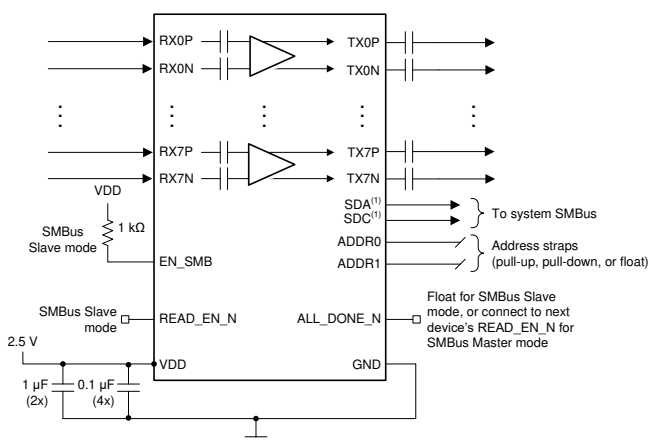 RX0P TX0P
RX0N TX0N
RX7P TX7P
RX7N TX7N
VDD
SMBus
Slave mode
1 kΩ
EN_SMB
SDA(1)
SDC(1)
To system SMBus
ADDR0
ADDR1
Address straps
(pull-up, pull-down, or float)
SMBus Slave
mode
READ_EN_N
ALL_DONE_N
Float for SMBus Slave
mode, or connect to next
device's READ_EN_N for
SMBus Master mode
2.5 V
VDD
GND
1 µF
(2x)
0.1 µF
(4x)